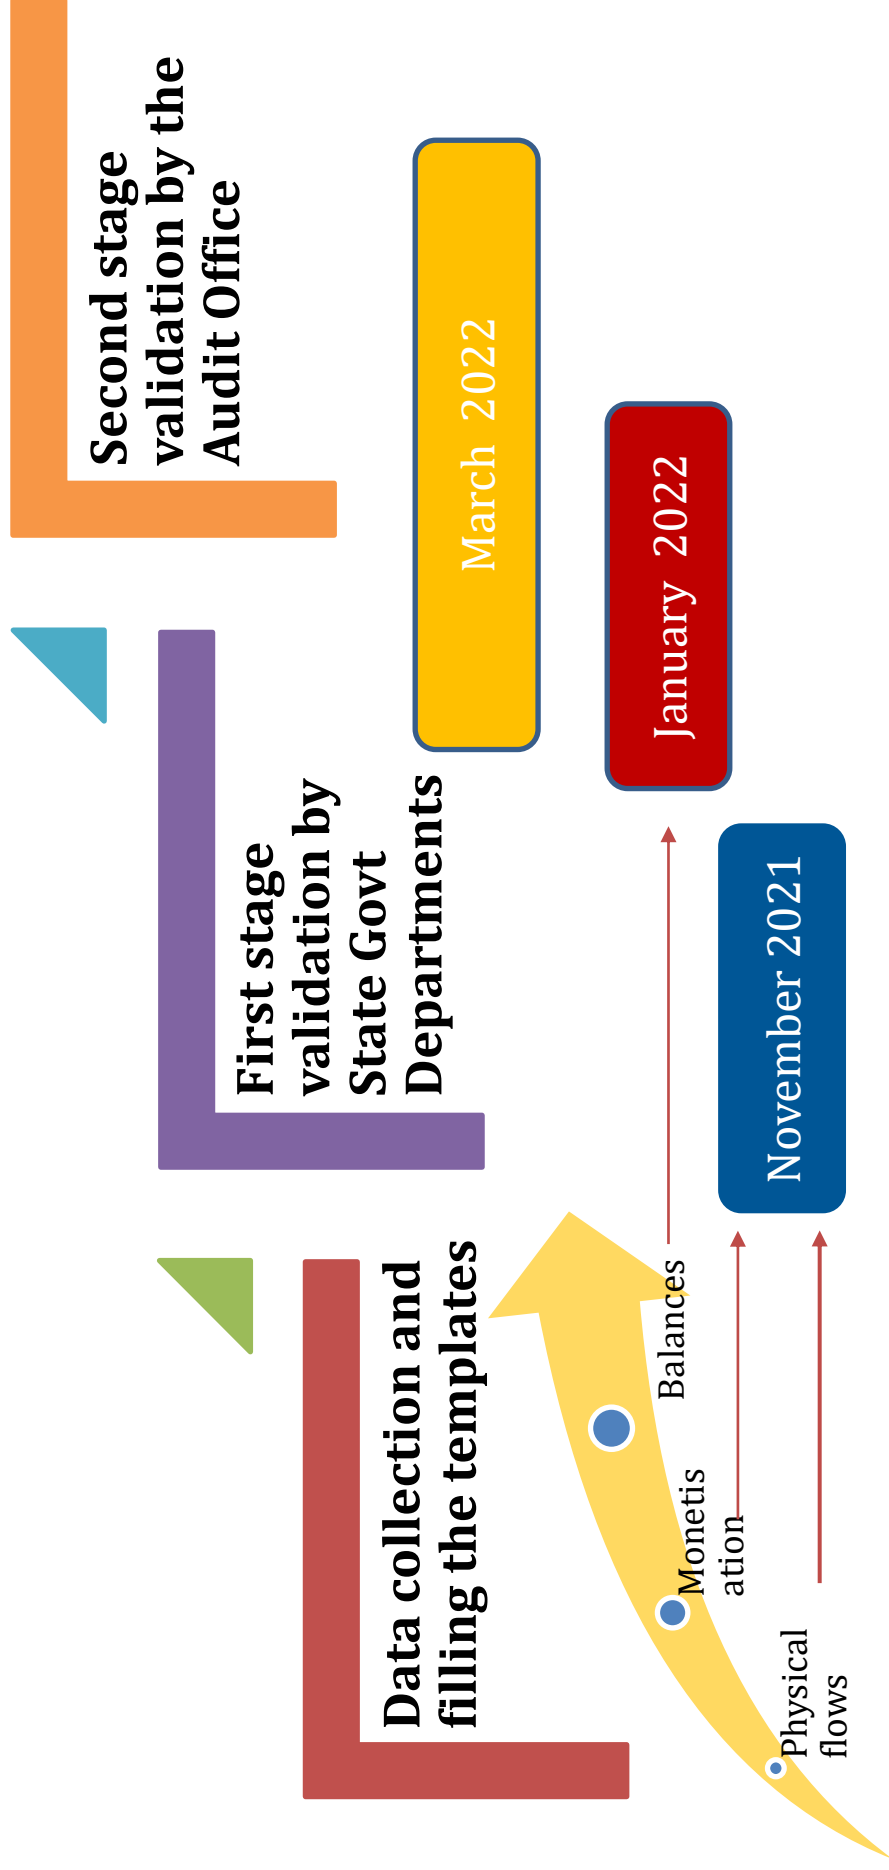 Second stage
validation by the
Audit Office
First stage
validation by
State Govt
Departments
Data collection and
filling the templates
March 2022
January 2022
November 2021
Balances
Monetis
ation
Physical
flows